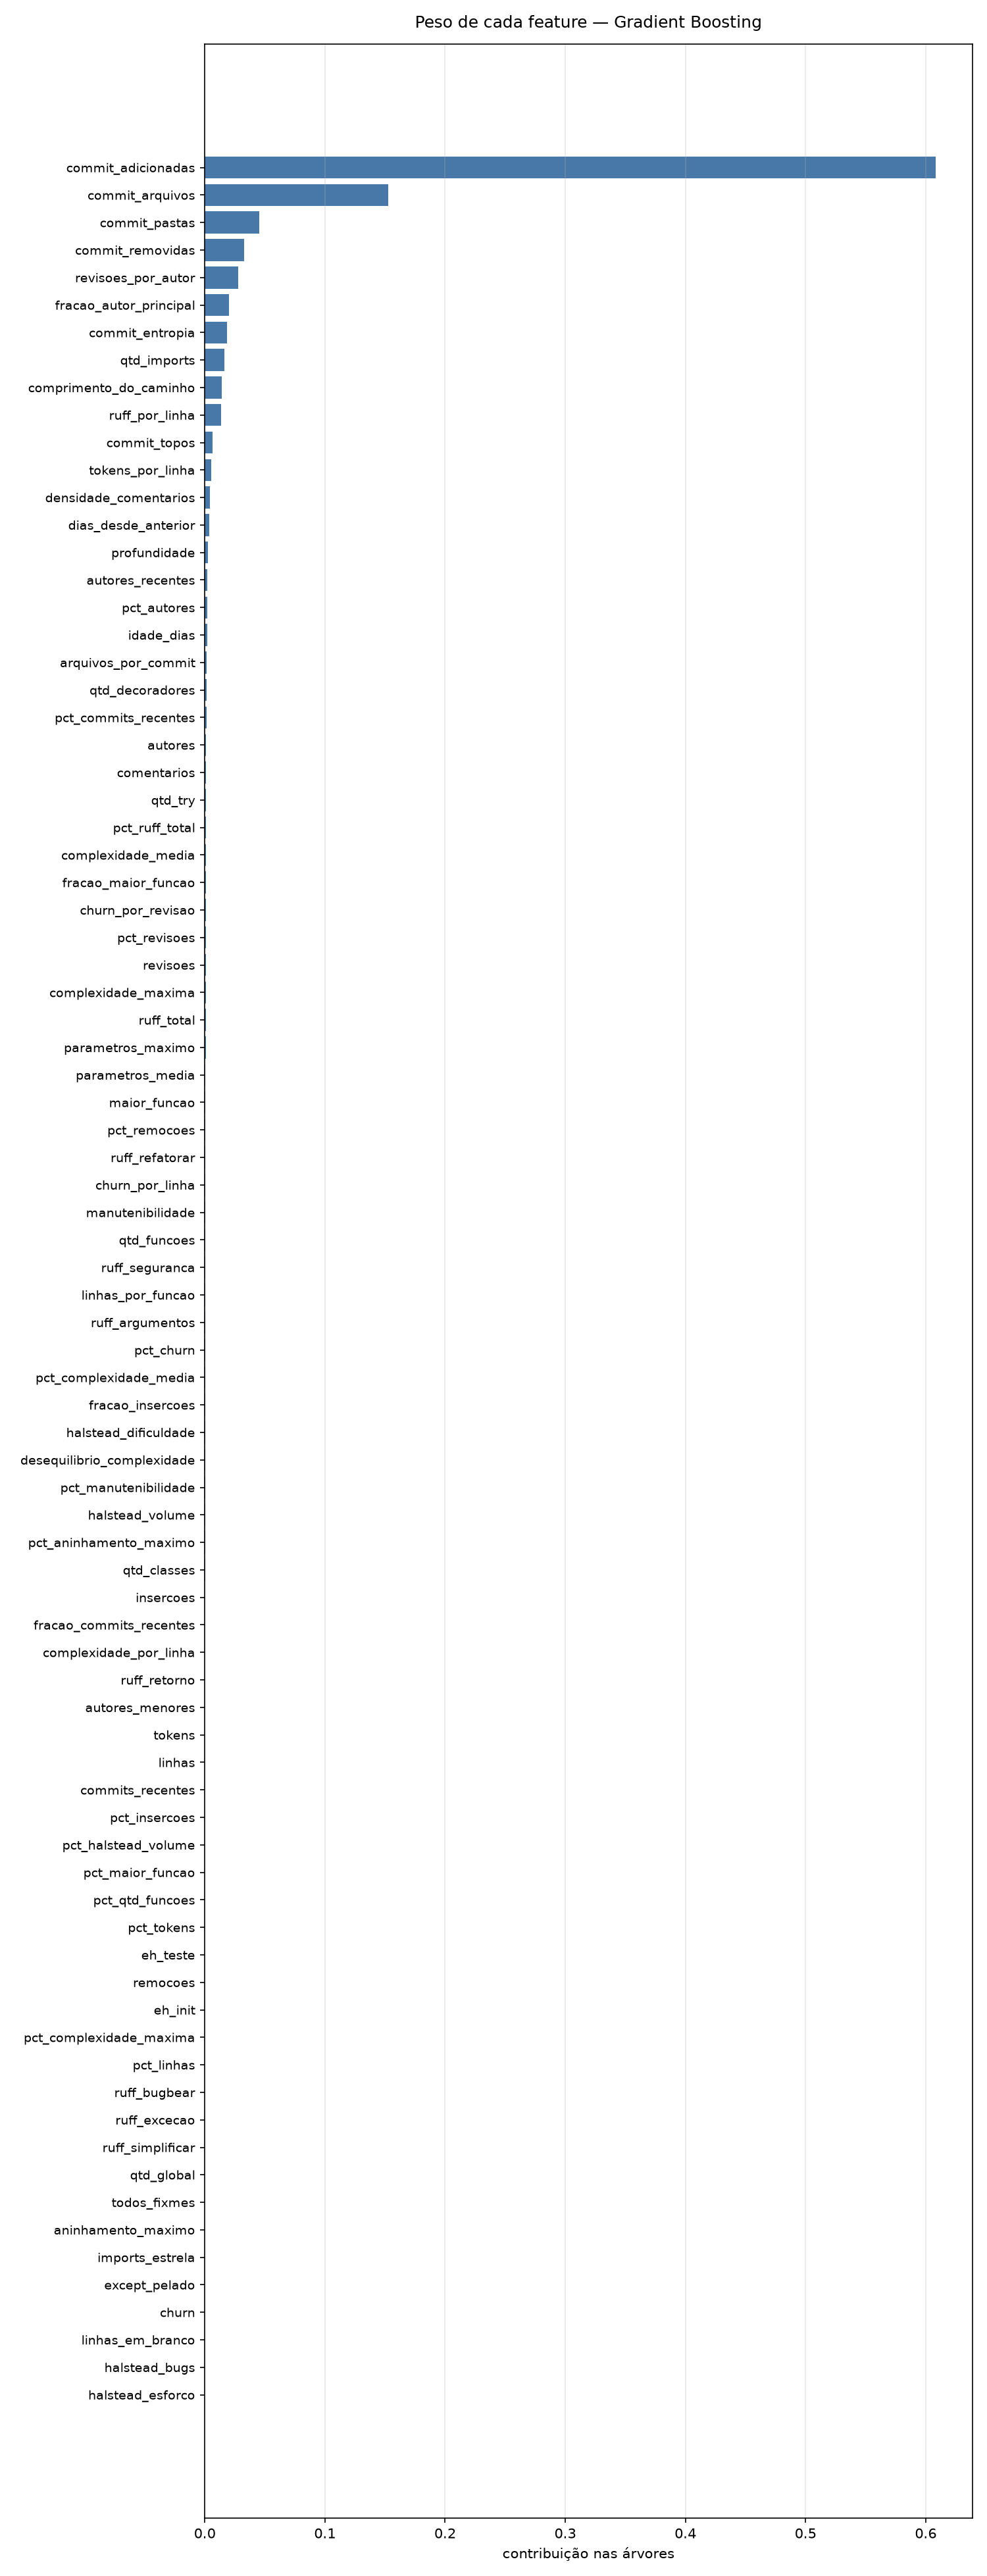 Peso de cada feature — Gradient Boosting
commit_adicionadas
commit_arquivos
commit_pastas
commit_removidas
revisoes_por_autor
fracao_autor_principal
commit_entropia
qtd_imports
comprimento_do_caminho
ruff_por_linha
commit_topos
tokens_por_linha
densidade_comentarios
dias_desde_anterior
profundidade
autores_recentes
pct_autores
idade_dias
arquivos_por_commit
qtd_decoradores
pct_commits_recentes
autores
comentarios
qtd_try
pct_ruff_total
complexidade_media
fracao_maior_funcao
churn_por_revisao
pct_revisoes
revisoes
complexidade_maxima
ruff_total
parametros_maximo
parametros_media
maior_funcao
pct_remocoes
ruff_refatorar
churn_por_linha
manutenibilidade
qtd_funcoes
ruff_seguranca
linhas_por_funcao
ruff_argumentos
pct_churn
pct_complexidade_media
fracao_insercoes
halstead_dificuldade
desequilibrio_complexidade
pct_manutenibilidade
halstead_volume
pct_aninhamento_maximo
qtd_classes
insercoes
fracao_commits_recentes
complexidade_por_linha
ruff_retorno
autores_menores
tokens
linhas
commits_recentes
pct_insercoes
pct_halstead_volume
pct_maior_funcao
pct_qtd_funcoes
pct_tokens
eh_teste
remocoes
eh_init
pct_complexidade_maxima
pct_linhas
ruff_bugbear
ruff_excecao
ruff_simplificar
qtd_global
todos_fixmes
aninhamento_maximo
imports_estrela
except_pelado
churn
linhas_em_branco
halstead_bugs
halstead_esforco
0.0 0.1 0.2 0.3 0.4 0.5 0.6
contribuição nas árvores